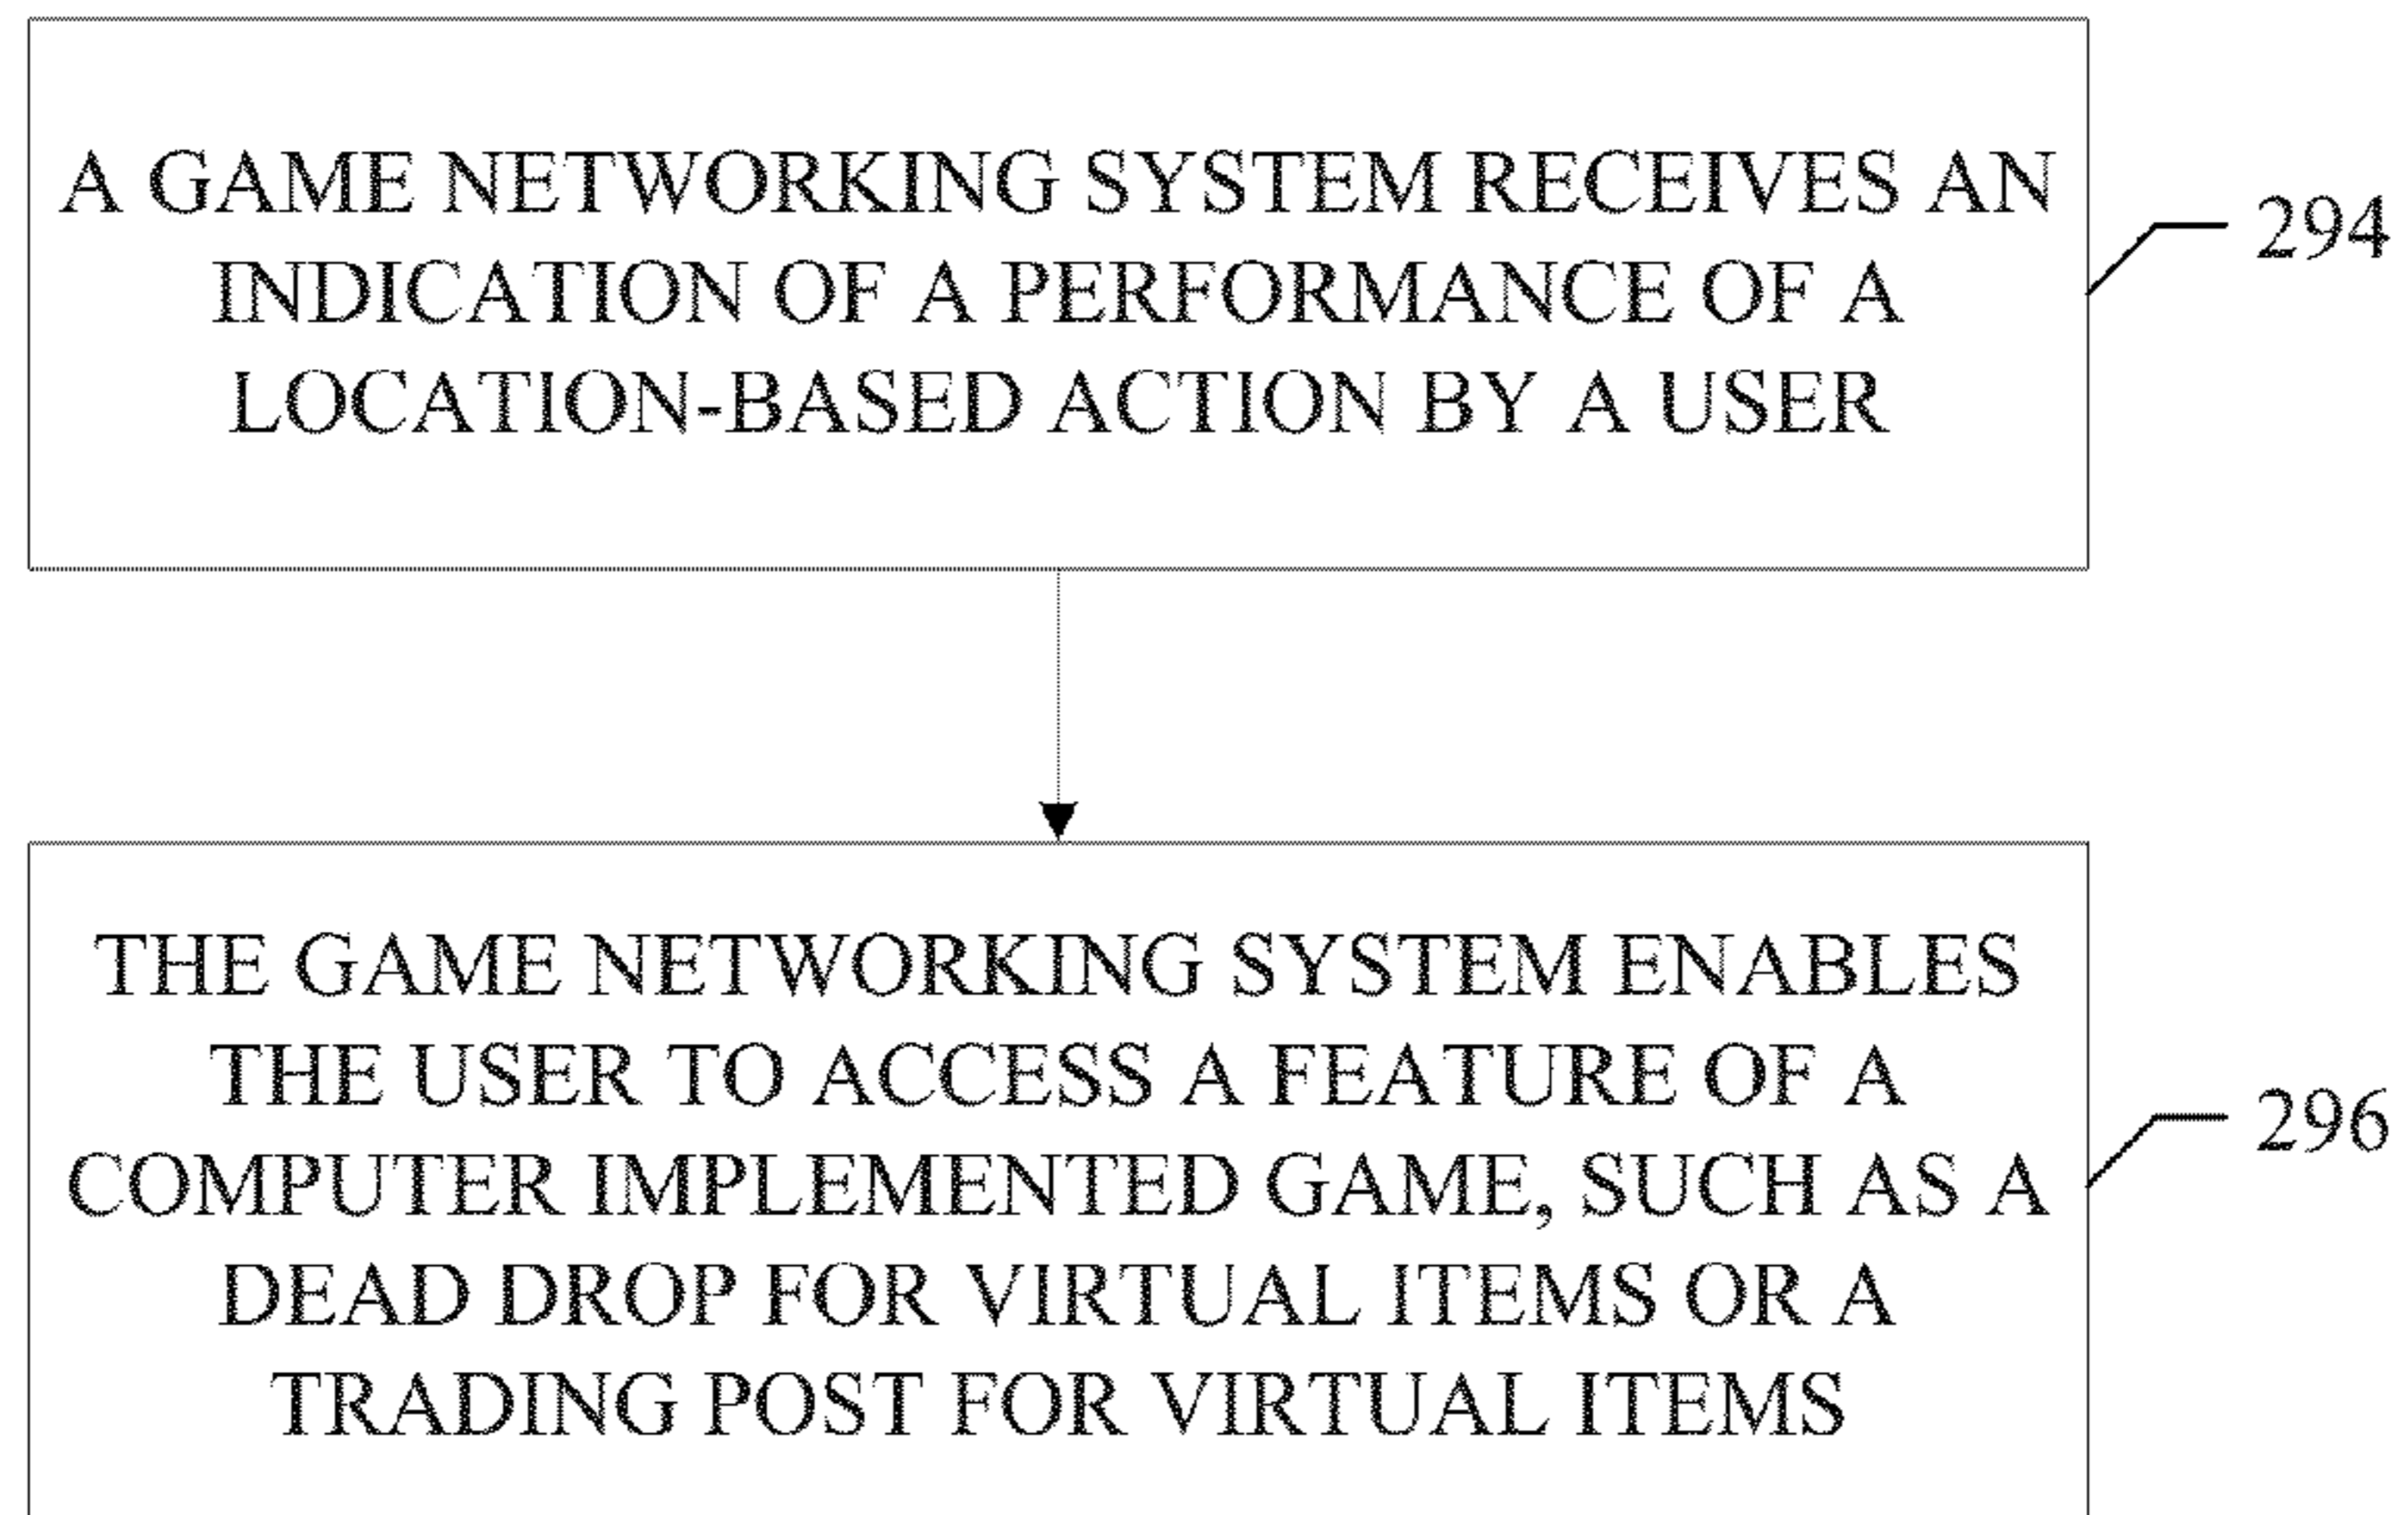 A GAME NETWORKING SYSTEM RECEIVES AN
INDICATION OF A PERFORMANCE OF A
LOCATION-BASED ACTION BY A USER
294
THE GAME NETWORKING SYSTEM ENABLES
THE USER TO ACCESS A FEATURE OF A
COMPUTER IMPLEMENTED GAME, SUCH AS A
DEAD DROP FOR VIRTUAL ITEMS OR A
TRADING POST FOR VIRTUAL ITEMS
296